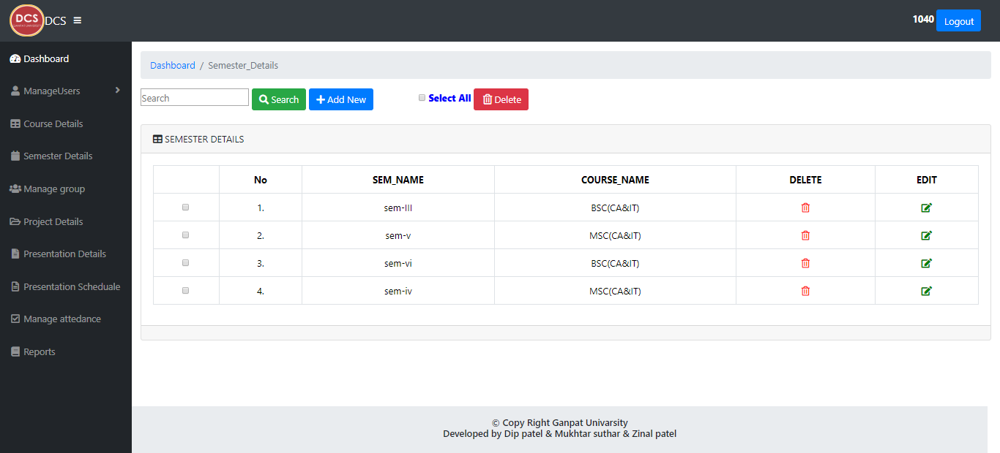 DCS
GANPAT UNIVERSITY
DCS
1040 Logout
Dashboard
ManageUsers
Course Details
Semester Details
Manage group
Project Details
Presentation Details
Presentation Scheduale
Manage attedance
Reports
Dashboard / Semester_Details
Search Search Add New Select All Delete
SEMESTER DETAILS
No SEM_NAME COURSE_NAME DELETE EDIT
1. sem-III BSC(CA&IT)
2. sem-v MSC(CA&IT)
3. sem-vi BSC(CA&IT)
4. sem-iv MSC(CA&IT)
© Copy Right Ganpat Univarsity
Developed by Dip patel & Mukhtar suthar & Zinal patel